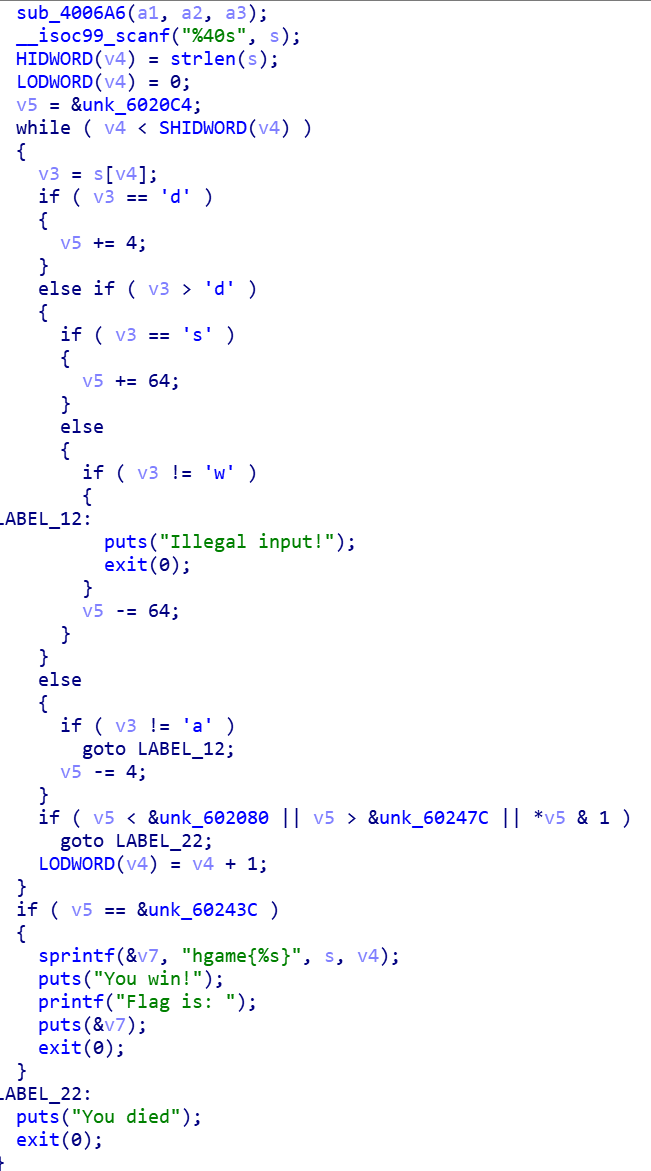 sub_4006A6(a1, a2, a3);
__isoc99_scanf("%40s", s);
HIDWORD(v4) = strlen(s);
LODWORD(v4) = 0;
v5 = &unk_6020C4;
while ( v4 < SHIDWORD(v4) )
{
v3 = s[v4];
if ( v3 == 'd' )
{
v5 += 4;
}
else if ( v3 > 'd' )
{
if ( v3 == 's' )
{
v5 += 64;
}
else
{
if ( v3 != 'w' )
{
LABEL_12:
puts("Illegal input!");
exit(0);
}
v5 -= 64;
}
}
else
{
if ( v3 != 'a' )
goto LABEL_12;
v5 -= 4;
}
if ( v5 < &unk_602080 || v5 > &unk_60247C || *v5 & 1 )
goto LABEL_22;
LODWORD(v4) = v4 + 1;
}
if ( v5 == &unk_60243C )
{
sprintf(&v7, "hgame{%s}", s, v4);
puts("You win!");
printf("Flag is: ");
puts(&v7);
exit(0);
}
LABEL_22:
puts("You died");
exit(0);
}